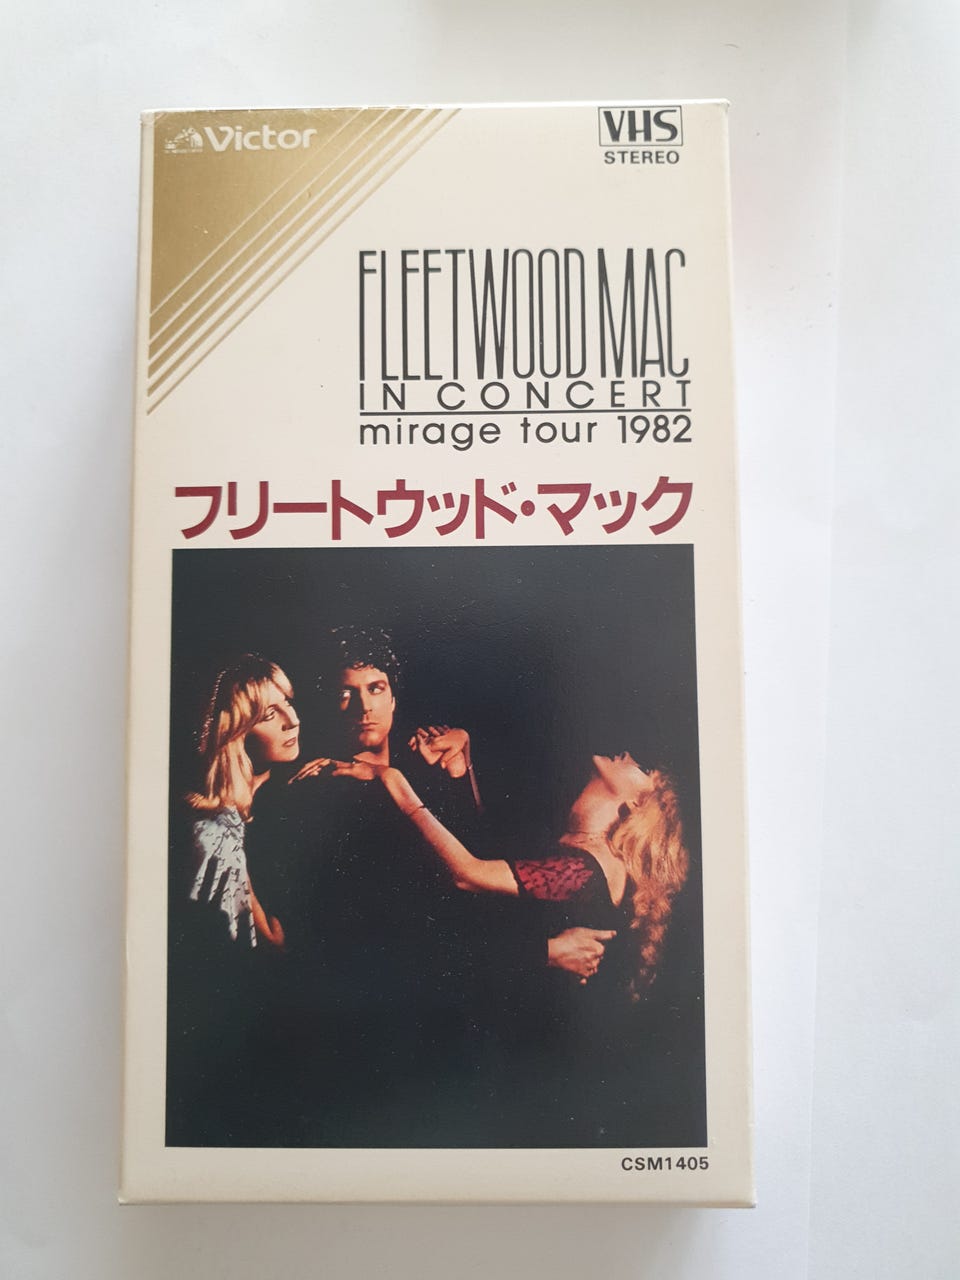 Victor
VHS
STEREO
FLEETWOOD MAC
IN CONCERT
mirage tour 1982
フリートウッド・マック
CSM1405